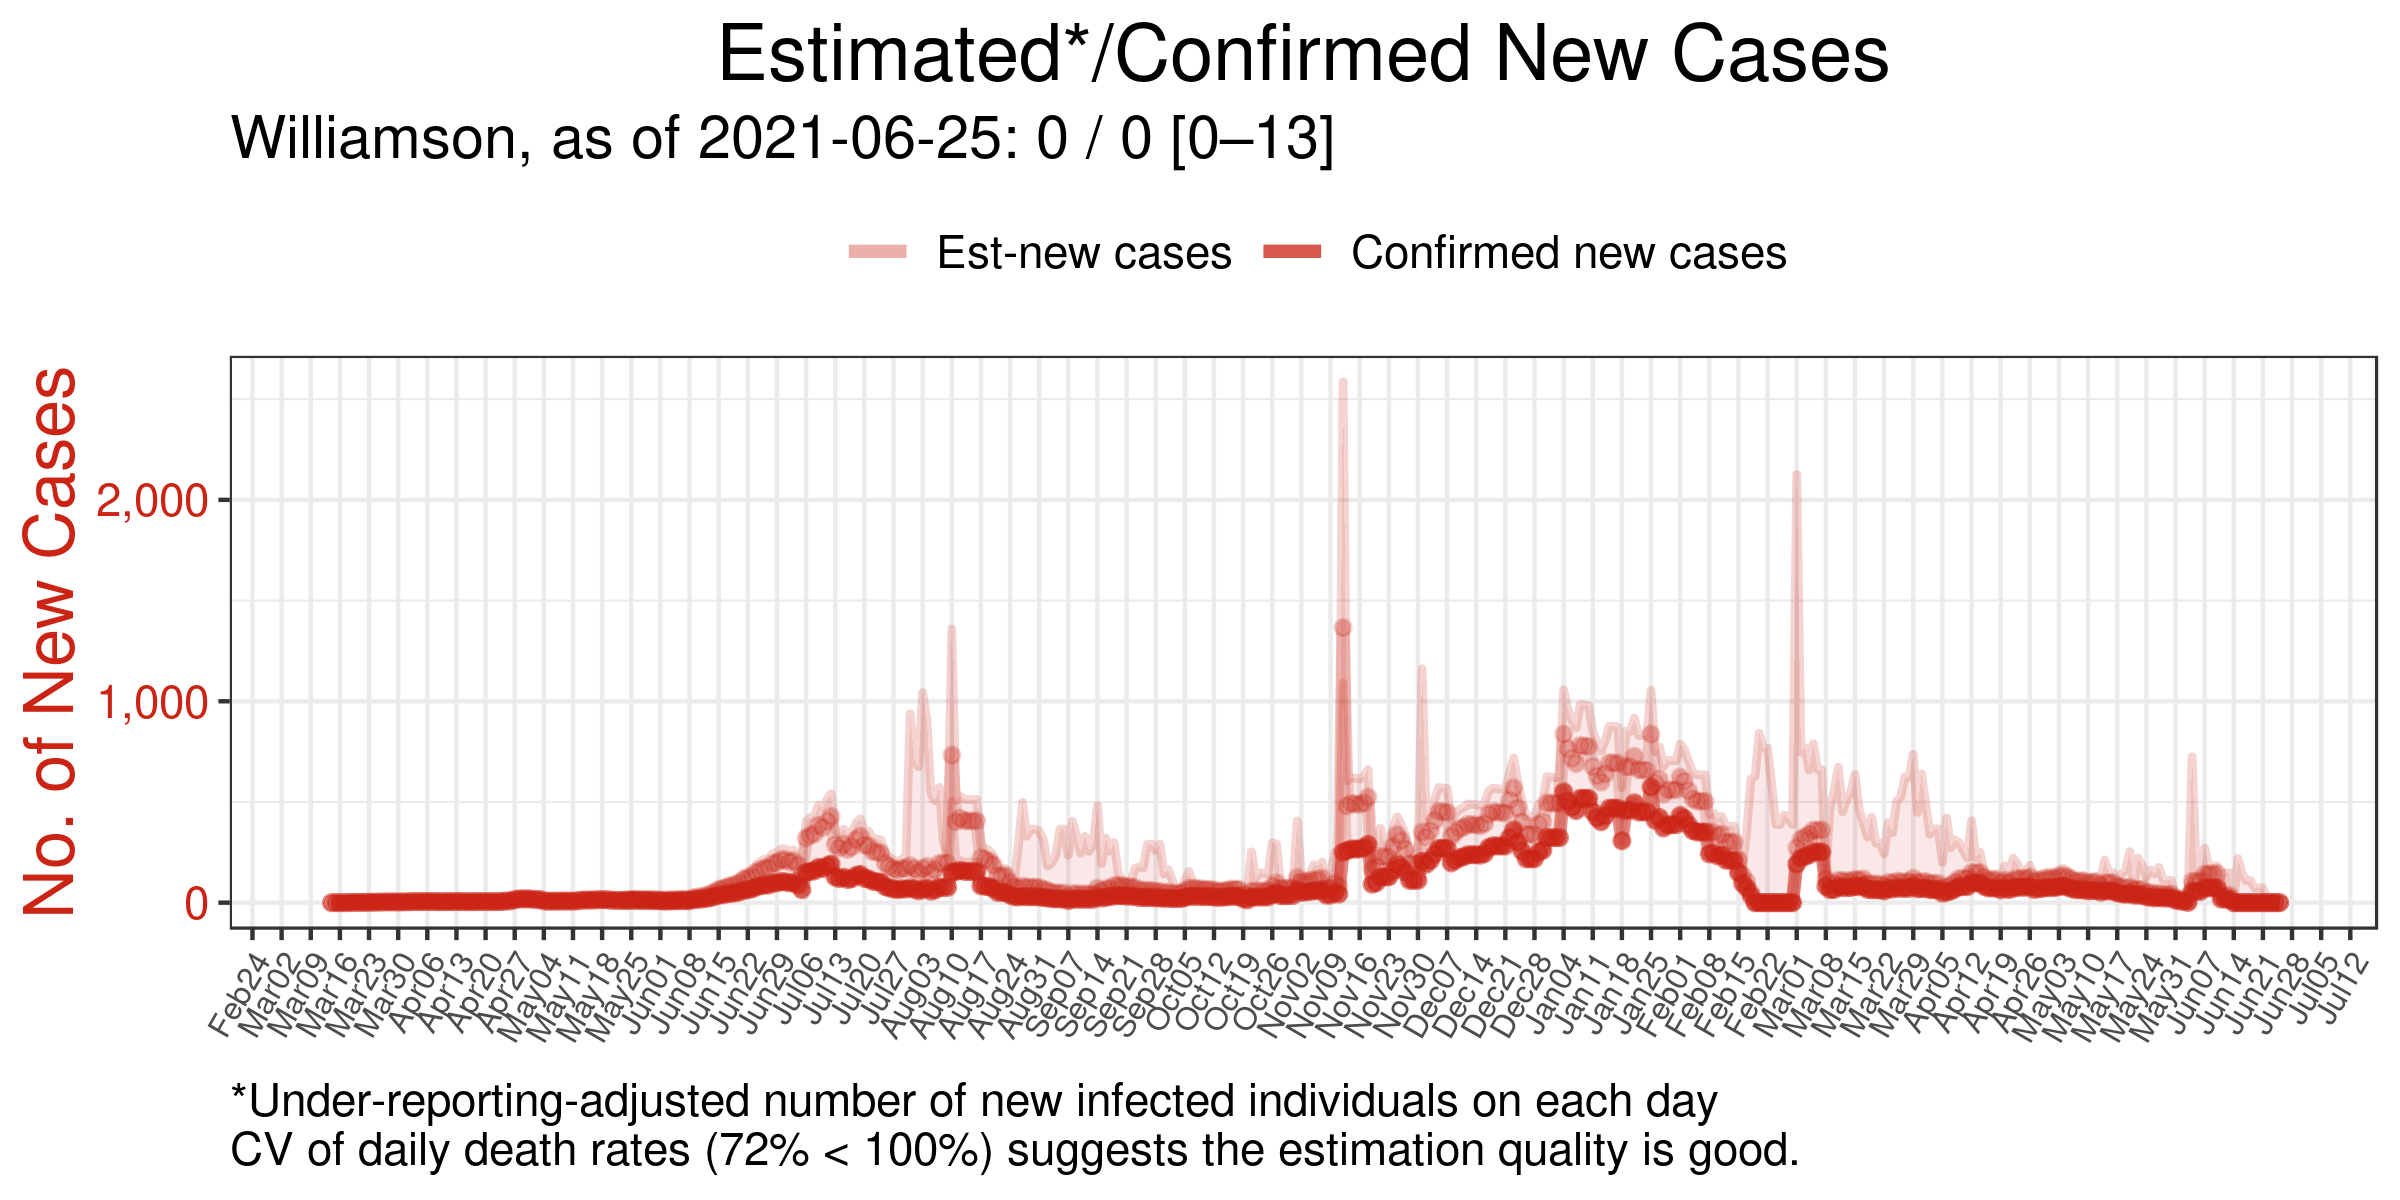 Estimated*/Confirmed New Cases
Williamson, as of 2021-06-25: 0 / 0 [0–13]
Est-new cases Confirmed new cases
No. of New Cases
2,000
1,000
0
Feb24 Mar02 Mar09 Mar16 Mar23 Mar30 Apr06 Apr13 Apr20 Apr27 May04 May11 May18 May25 Jun01 Jun08 Jun15 Jun22 Jun29 Jul06 Jul13 Jul20 Jul27 Aug03 Aug10 Aug17 Aug24 Aug31 Sep07 Sep14 Sep21 Sep28 Oct05 Oct12 Oct19 Oct26 Nov02 Nov09 Nov16 Nov23 Nov30 Dec07 Dec14 Dec21 Dec28 Jan04 Jan11 Jan18 Jan25 Feb01 Feb08 Feb15 Feb22 Mar01 Mar08 Mar15 Mar22 Mar29 Apr05 Apr12 Apr19 Apr26 May03 May10 May17 May24 May31 Jun07 Jun14 Jun21 Jun28 Jul05 Jul12
*Under-reporting-adjusted number of new infected individuals on each day
CV of daily death rates (72% < 100%) suggests the estimation quality is good.